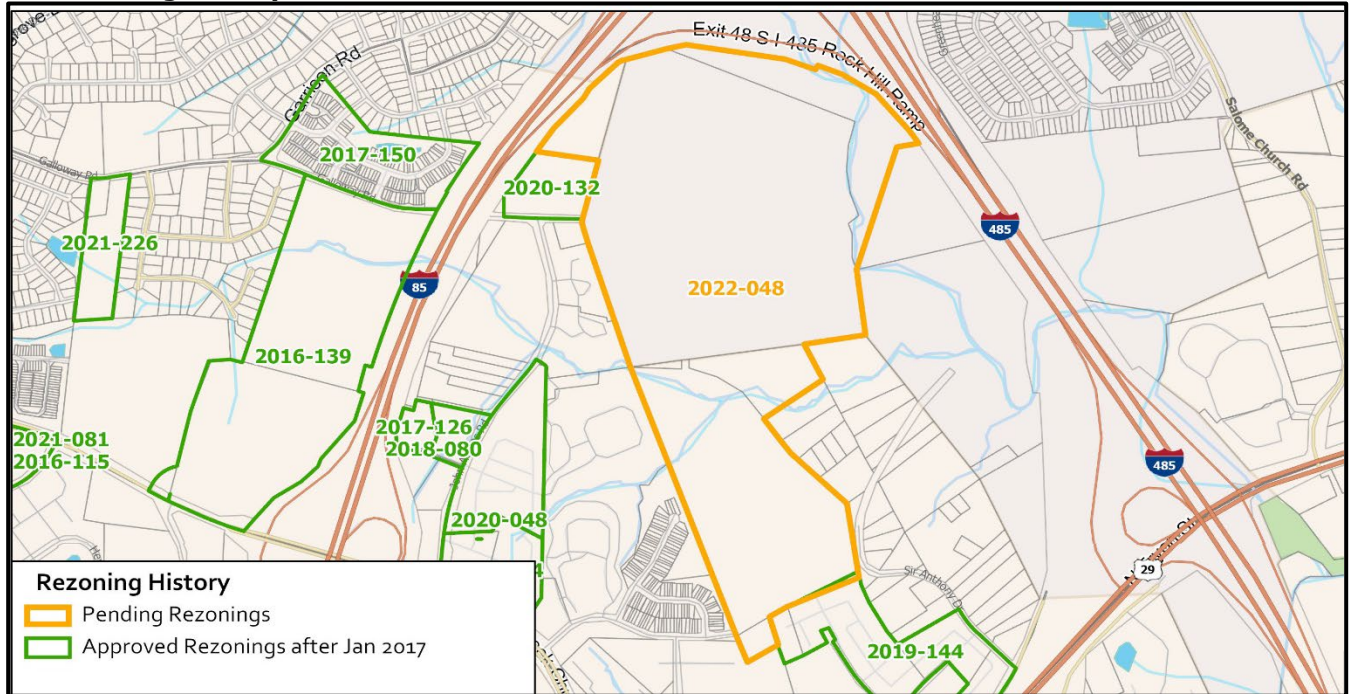 Exit 48 S I-485 Rock Hill Ramp
Garrison Rd
Salome Church Rd
Galloway Rd
2017-150
Galloway Rd
2020-132
2021-226
485
85
2022-048
2016-139
2017-126
2018-080
2021-081
2016-115
485
2020-048
29
Sir Anthony D
2019-144
Rezoning History
Pending Rezonings
Approved Rezonings after Jan 2017